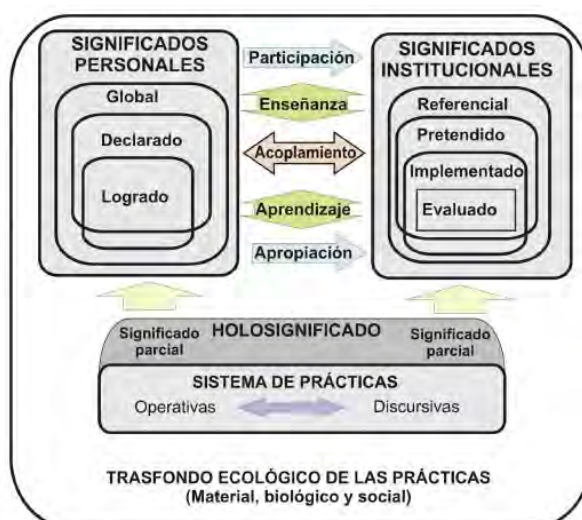 SIGNIFICADOS
PERSONALES
Global
Declarado
Logrado
Participación
Enseñanza
Acoplamiento
Aprendizaje
Apropiación
SIGNIFICADOS
INSTITUCIONALES
Referencial
Pretendido
Implementado
Evaluado
Significado
parcial
HOLOSIGNIFICADO
Significado
parcial
SISTEMA DE PRÁCTICAS
Operativas
Discursivas
TRASFONDO ECOLÓGICO DE LAS PRÁCTICAS
(Material, biológico y social)